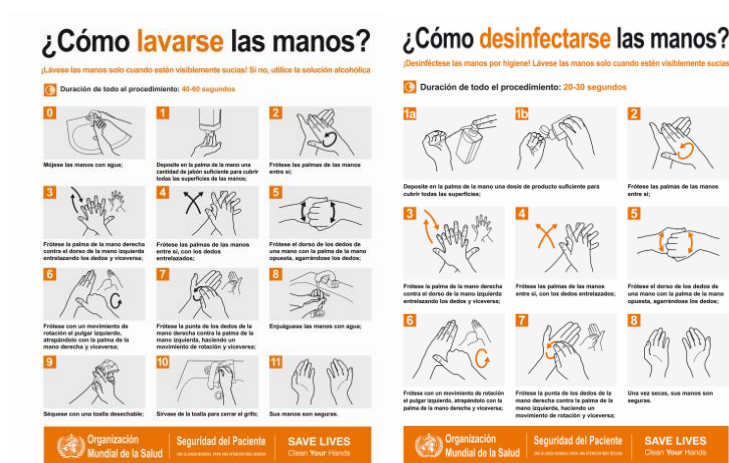 ¿Cómo lavarse las manos?
¡Lávese las manos solo cuando estén visiblemente sucias! Si no, utilice la solución alcohólica
Duración de todo el procedimiento: 40-60 segundos
0
Mójese las manos con agua;
1
Deposite en la palma de la mano una
cantidad de jabón suficiente para cubrir
todas las superficies de las manos;
2
Frótese las palmas de las manos
entre sí;
3
Frótese la palma de la mano derecha
contra el dorso de la mano izquierda
entrelazando los dedos y viceversa;
4
Frótese las palmas de las manos
entre sí, con los dedos
entrelazados;
5
Frótese el dorso de los dedos de
una mano con la palma de la mano
opuesta, agarrándose los dedos;
6
Frótese con un movimiento de
rotación el pulgar izquierdo,
atrapándolo con la palma de la
mano derecha y viceversa;
7
Frótese la punta de los dedos de la
mano derecha contra la palma de la
mano izquierda, haciendo un
movimiento de rotación y viceversa;
8
Enjuáguese las manos con agua;
9
Séquese con una toalla desechable;
10
Sírvase de la toalla para cerrar el grifo;
11
Sus manos son seguras.
Organización
Mundial de la Salud
Seguridad del Paciente
UNA ALIANZA MUNDIAL PARA UNA ATENCIÓN MÁS SEGURA
SAVE LIVES
Clean Your Hands
¿Cómo desinfectarse las manos?
¡Desinféctese las manos por higiene! Lávese las manos solo cuando estén visiblemente sucias
Duración de todo el procedimiento: 20-30 segundos
1a
1b
Deposite en la palma de la mano una dosis de producto suficiente para
cubrir todas las superficies;
2
Frótese las palmas de las manos
entre sí;
3
Frótese la palma de la mano derecha
contra el dorso de la mano izquierda
entrelazando los dedos y viceversa;
4
Frótese las palmas de las manos
entre sí, con los dedos entrelazados;
5
Frótese el dorso de los dedos de
una mano con la palma de la mano
opuesta, agarrándose los dedos;
6
Frótese con un movimiento de rotación
el pulgar izquierdo, atrapándolo con la
palma de la mano derecha y viceversa;
7
Frótese la punta de los dedos de la
mano derecha contra la palma de la
mano izquierda, haciendo un
movimiento de rotación y viceversa;
8
Una vez secas, sus manos son
seguras.
Organización
Mundial de la Salud
Seguridad del Paciente
UNA ALIANZA MUNDIAL PARA UNA ATENCIÓN MÁS SEGURA
SAVE LIVES
Clean Your Hands